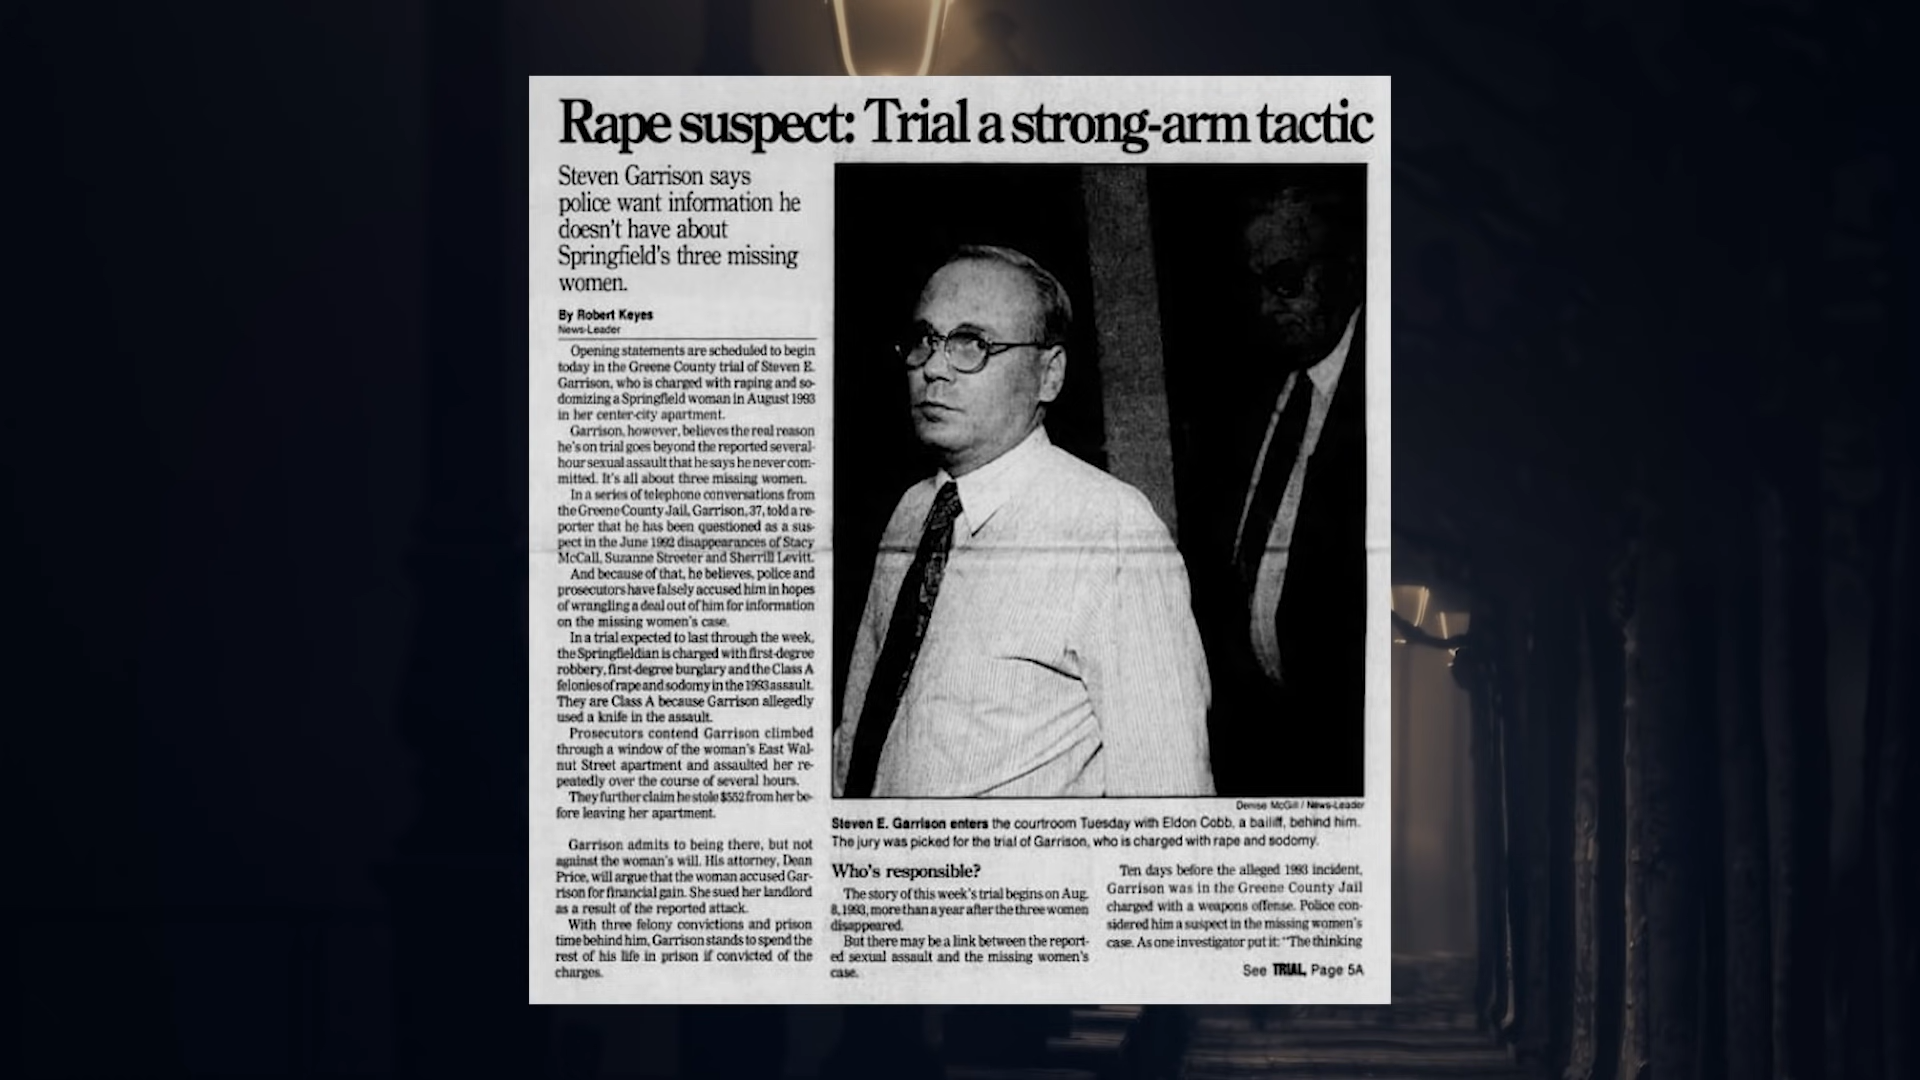 Rape suspect: Trial a strong-arm tactic
Steven Garrison says
police want information he
doesn't have about
Springfield's three missing
women.
By Robert Keyes
News-Leader
Opening statements are scheduled to begin
today in the Greene County trial of Steven E.
Garrison, who is charged with raping and so-
domizing a Springfield woman in August 1993
in her center-city apartment.
Garrison, however, believes the real reason
he's on trial goes beyond the reported several-
hour sexual assault that he says he never com-
mitted. It's all about three missing women.
In a series of telephone conversations from
the Greene County Jail, Garrison, 37, told a re-
porter that he has been questioned as a sus-
pect in the June 1992 disappearances of Stacy
McCall, Suzanne Streeter and Sherrill Levitt.
And because of that, he believes, police and
prosecutors have falsely accused him in hopes
of wrangling a deal out of him for information
on the missing women's case.
In a trial expected to last through the week,
the Springfieldian is charged with first-degree
robbery, first-degree burglary and the Class A
felonies of rape and sodomy in the 1993 assault.
They are Class A because Garrison allegedly
used a knife in the assault.
Prosecutors contend Garrison climbed
through a window of the woman's East Wal-
nut Street apartment and assaulted her re-
peatedly over the course of several hours.
They further claim he stole $552 from her be-
fore leaving her apartment.
Garrison admits to being there, but not
against the woman's will. His attorney, Dean
Price, will argue that the woman accused Gar-
rison for financial gain. She sued her landlord
as a result of the reported attack.
With three felony convictions and prison
time behind him, Garrison stands to spend the
rest of his life in prison if convicted of the
charges.
Denise McGill / News-Leader
Steven E. Garrison enters the courtroom Tuesday with Eldon Cobb, a bailiff, behind him.
The jury was picked for the trial of Garrison, who is charged with rape and sodomy.
Who's responsible?
The story of this week's trial begins on Aug.
8, 1993, more than a year after the three women
disappeared.
But there may be a link between the report-
ed sexual assault and the missing women's
case.
Ten days before the alleged 1993 incident,
Garrison was in the Greene County Jail
charged with a weapons offense. Police con-
sidered him a suspect in the missing women's
case. As one investigator put it: "The thinking
See TRIAL, Page 5A